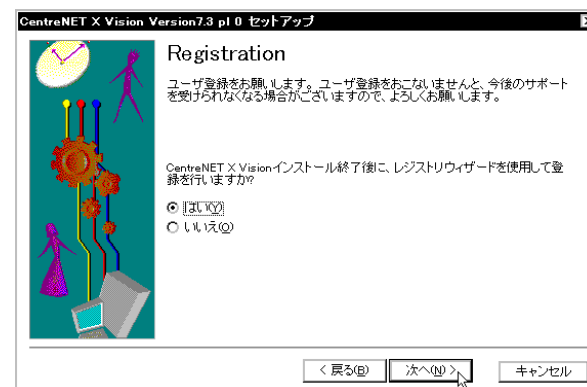 CentreNET X Vision Version7.3 pl 0 セットアップ
Registration
ユーザ登録をお願いします。ユーザ登録をおこないませんと、今後のサポート
を受けられなくなる場合がございますので、よろしくお願いします。
CentreNET X Visionインストール終了後に、レジストリウィザードを使用して登
録を行いますか?
はい(Y)
いいえ(O)
< 戻る(B)
次へ(N) >
キャンセル